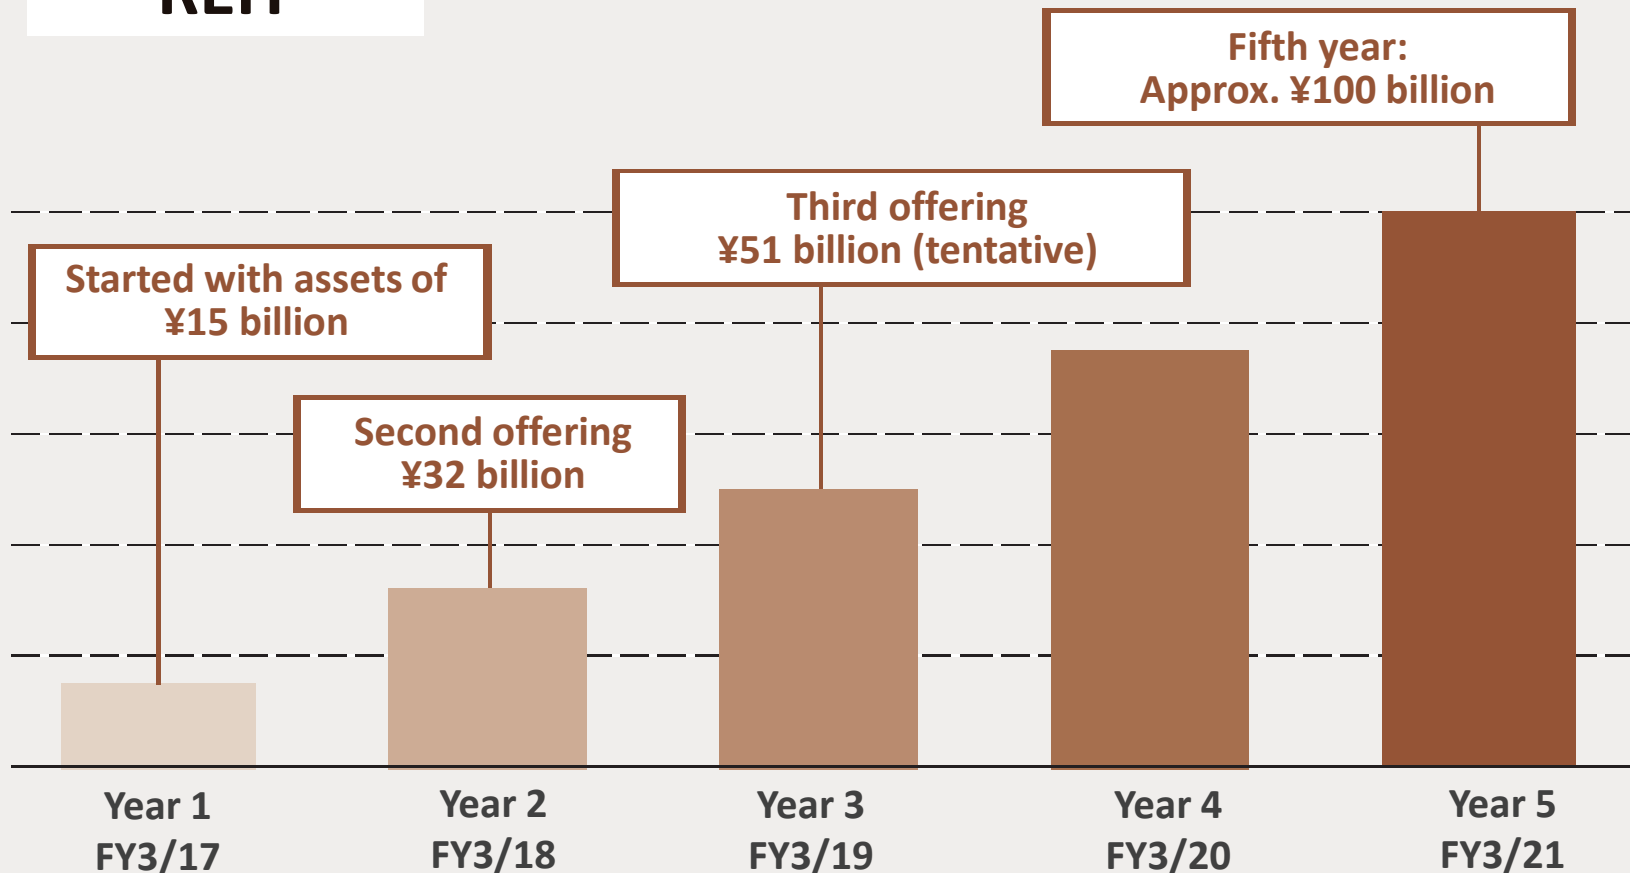 REIT
Fifth year:
Approx. ¥100 billion
Third offering
¥51 billion (tentative)
Started with assets of
¥15 billion
Second offering
¥32 billion
Year 1
FY3/17
Year 2
FY3/18
Year 3
FY3/19
Year 4
FY3/20
Year 5
FY3/21